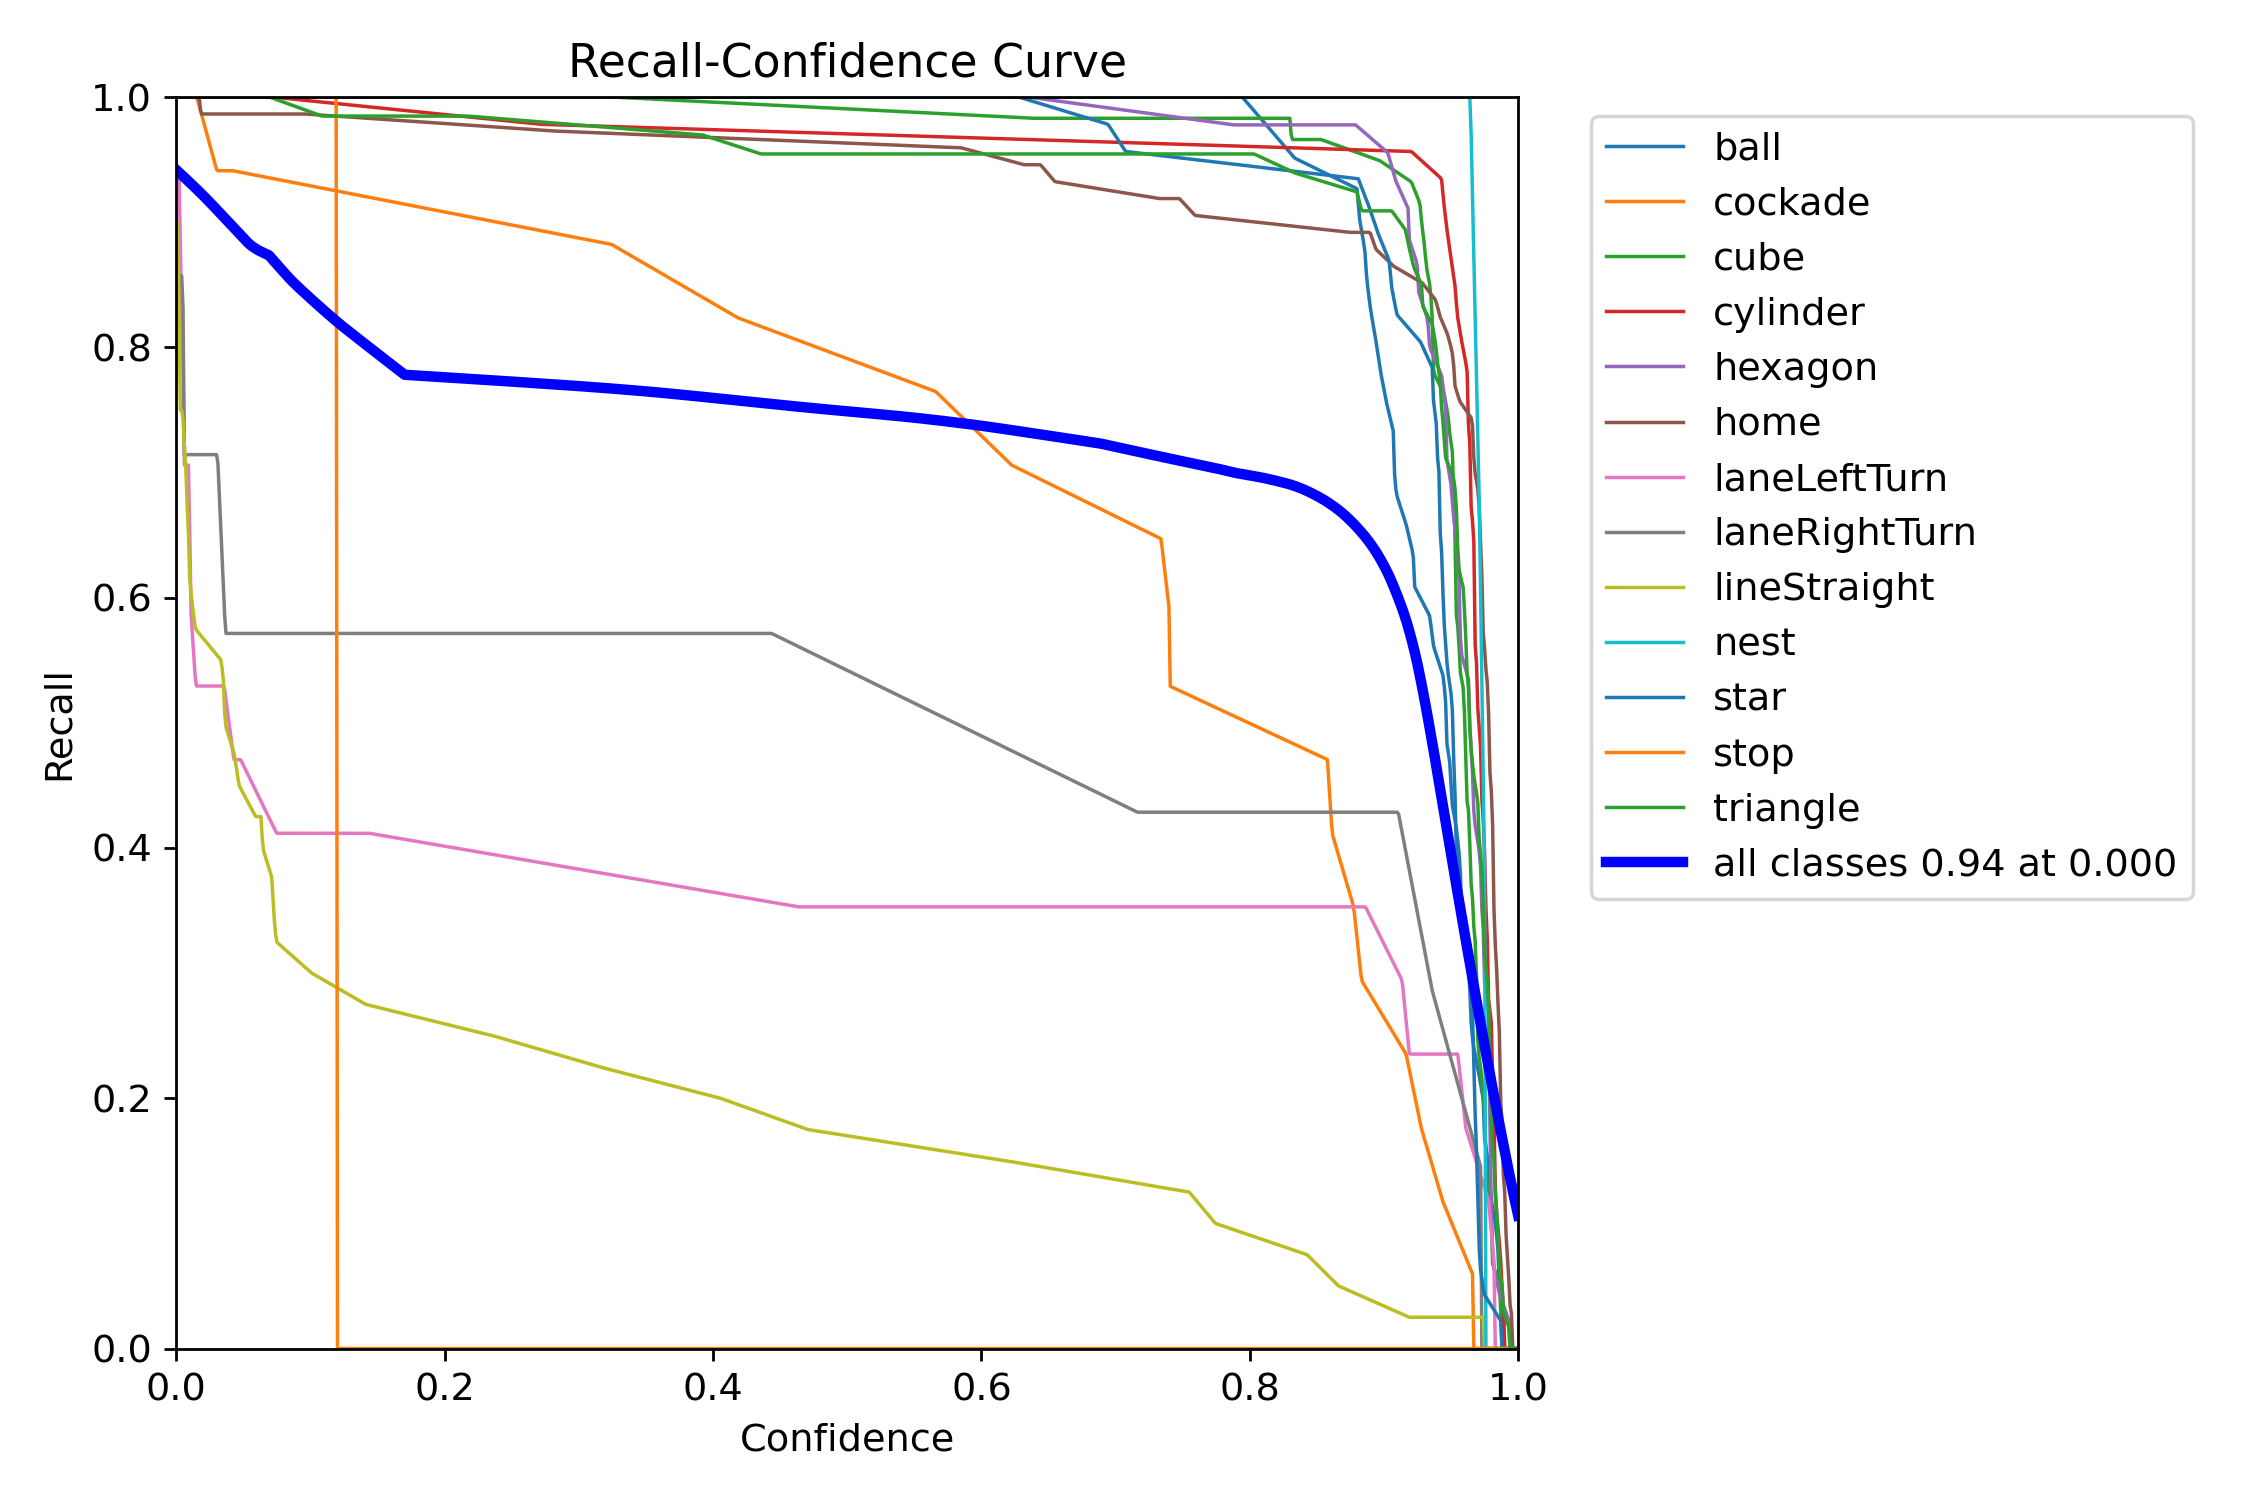 Recall-Confidence Curve
1.0
0.8
0.6
0.4
0.2
0.0
Recall
0.0 0.2 0.4 0.6 0.8 1.0
Confidence
ball
cockade
cube
cylinder
hexagon
home
laneLeftTurn
laneRightTurn
lineStraight
nest
star
stop
triangle
all classes 0.94 at 0.000